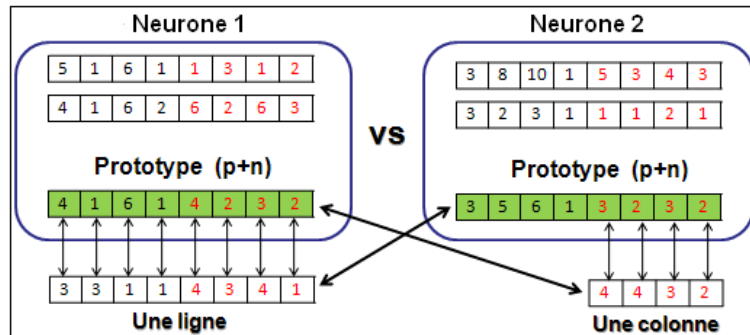 Neurone 1 Neurone 2
5 1 6 1 1 3 1 2
3 8 10 1 5 3 4 3
4 1 6 2 6 2 6 3
3 2 3 1 1 1 2 1
vs
Prototype (p+n) Prototype (p+n)
4 1 6 1 4 2 3 2
3 5 6 1 3 2 3 2
3 3 1 1 4 3 4 1
4 4 3 2
Une ligne Une colonne